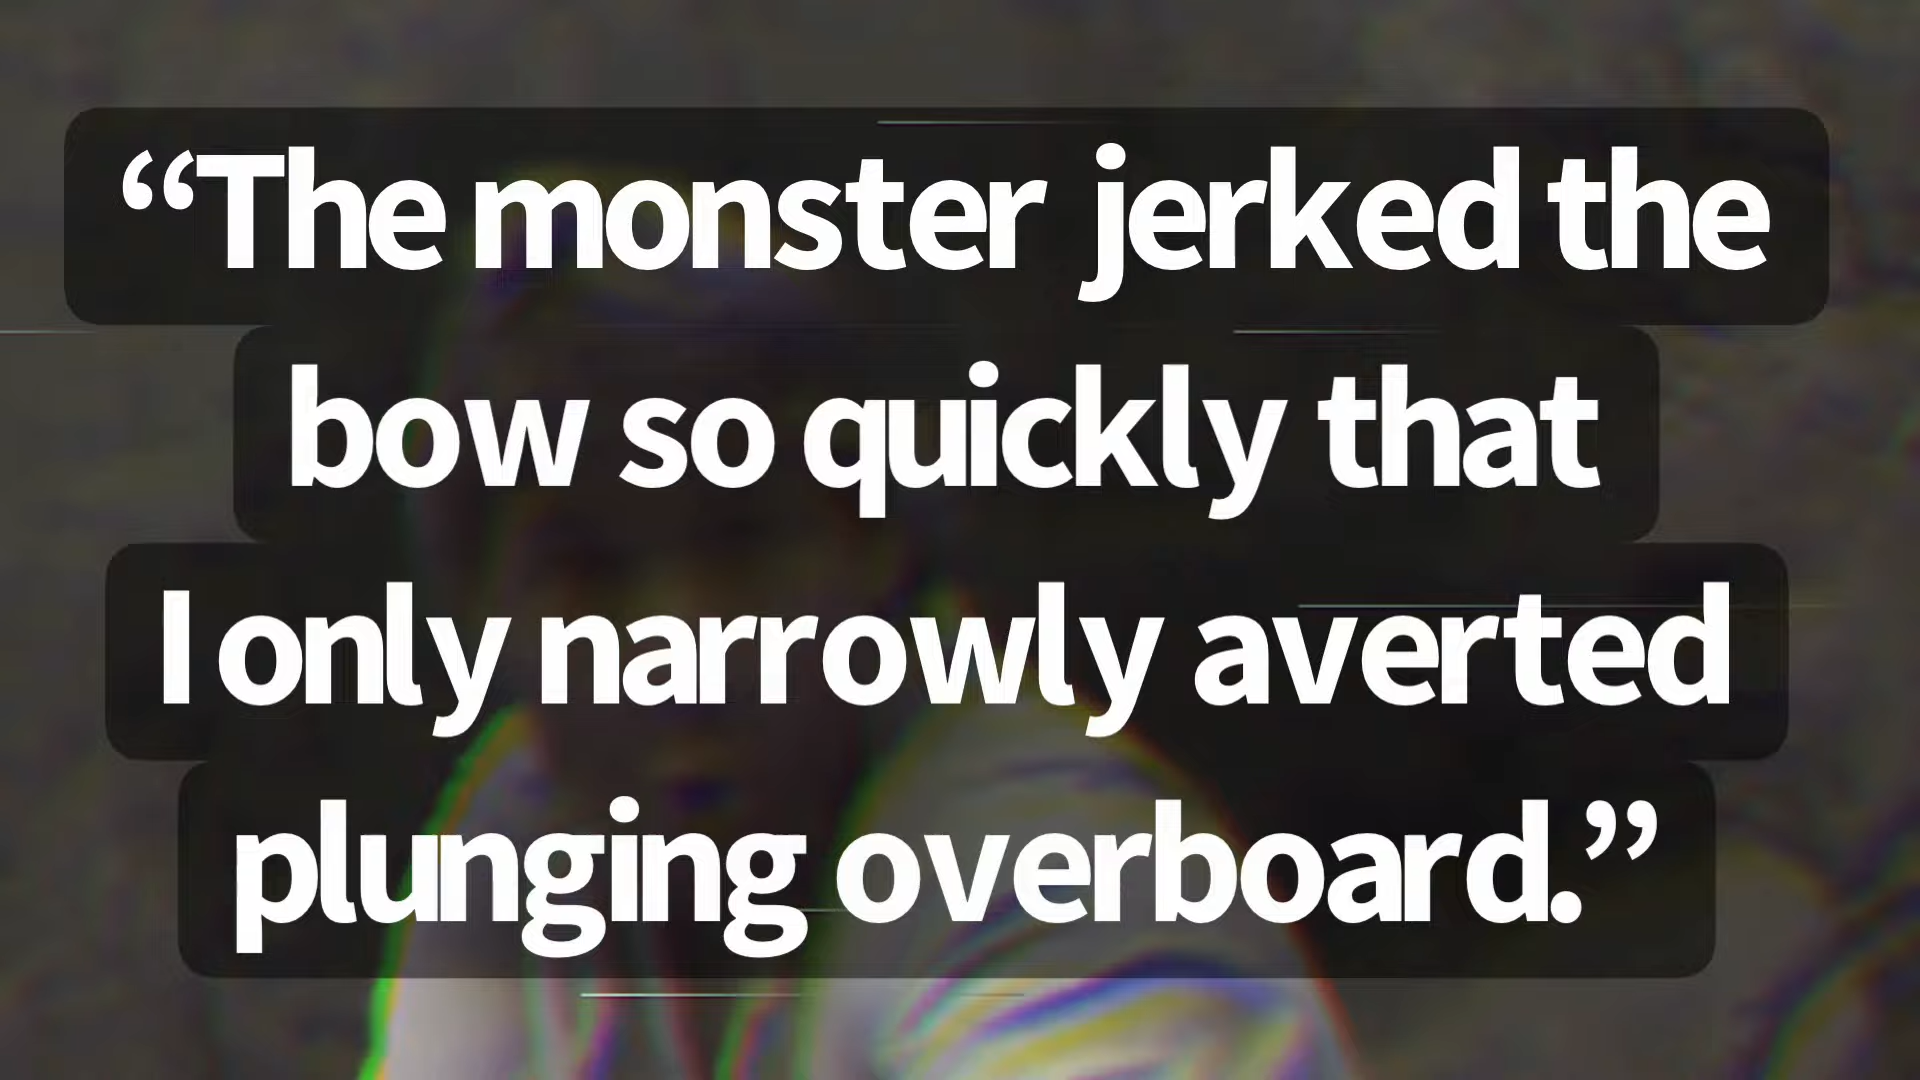 “The monster jerked the
bow so quickly that
I only narrowly averted
plunging overboard.”